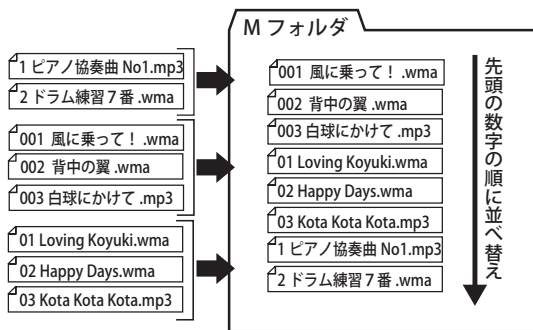 1 ピアノ協奏曲 No1.mp3
2 ドラム練習7番 .wma
001 風に乗って！ .wma
002 背中の翼 .wma
003 白球にかけて .mp3
01 Loving Koyuki.wma
02 Happy Days.wma
03 Kota Kota Kota.mp3
M フォルダ
001 風に乗って！ .wma
002 背中の翼 .wma
003 白球にかけて .mp3
01 Loving Koyuki.wma
02 Happy Days.wma
03 Kota Kota Kota.mp3
1 ピアノ協奏曲 No1.mp3
2 ドラム練習7番 .wma
先頭の数字の順に並べ替え